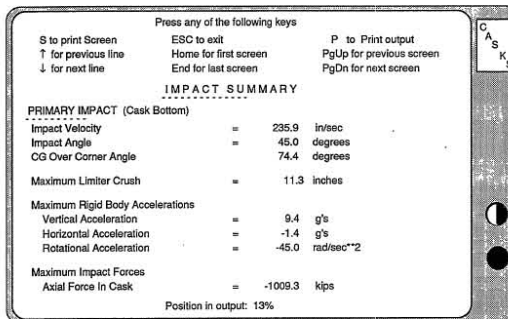 Press any of the following keys
S to print Screen ESC to exit P to Print output
↑ for previous line Home for first screen PgUp for previous screen
↓ for next line End for last screen PgDn for next screen
IMPACT SUMMARY
PRIMARY IMPACT (Cask Bottom)
Impact Velocity = 235.9 in/sec
Impact Angle = 45.0 degrees
CG Over Corner Angle 74.4 degrees
Maximum Limiter Crush = 11.3 inches
Maximum Rigid Body Accelerations
Vertical Acceleration = 9.4 g's
Horizontal Acceleration = -1.4 g's
Rotational Acceleration = -45.0 rad/sec**2
Maximum Impact Forces
Axial Force In Cask = -1009.3 kips
Position in output: 13%
CASK